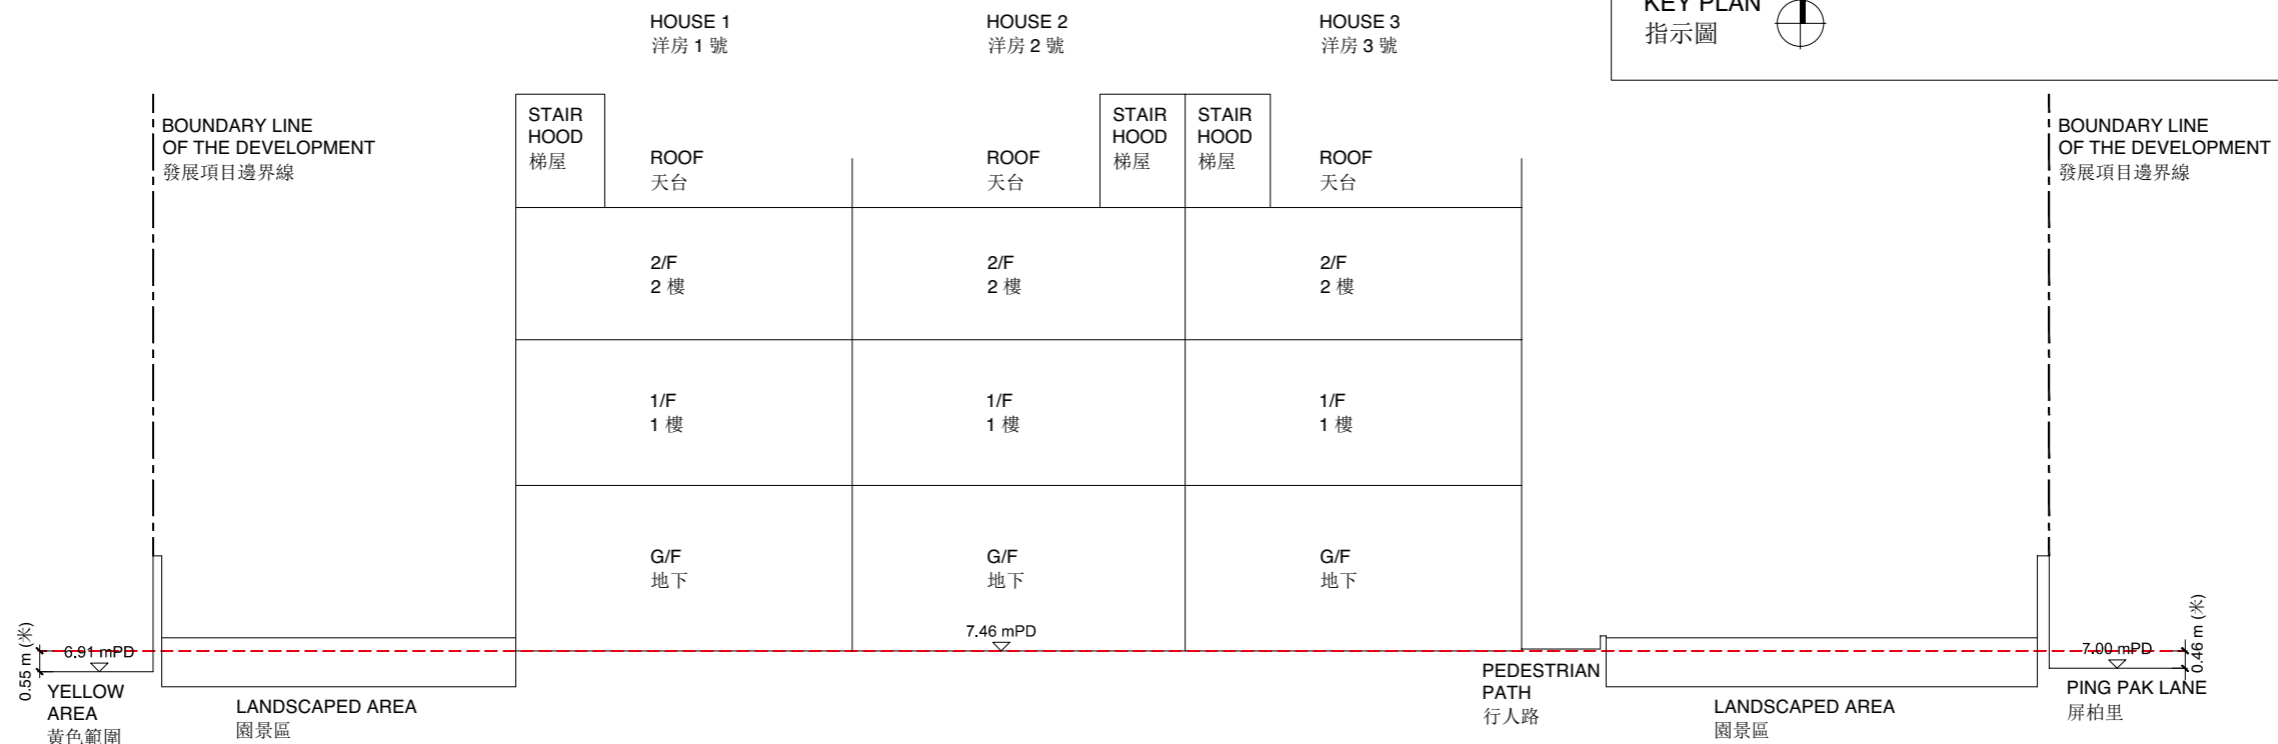 KEY PLAN
指示圖
HOUSE 1
洋房 1 號
HOUSE 2
洋房 2 號
HOUSE 3
洋房 3 號
BOUNDARY LINE
OF THE DEVELOPMENT
發展項目邊界線
STAIR
HOOD
梯屋
ROOF
天台
ROOF
天台
STAIR
HOOD
梯屋
STAIR
HOOD
梯屋
ROOF
天台
BOUNDARY LINE
OF THE DEVELOPMENT
發展項目邊界線
2/F
2 樓
2/F
2 樓
2/F
2 樓
1/F
1 樓
1/F
1 樓
1/F
1 樓
G/F
地下
G/F
地下
G/F
地下
0.55 m (米)
6.91 mPD
7.46 mPD
7.00 mPD
0.46 m (米)
YELLOW
AREA
黃色範圍
LANDSCAPED AREA
園景區
PEDESTRIAN
PATH
行人路
LANDSCAPED AREA
園景區
PING PAK LANE
屏柏里